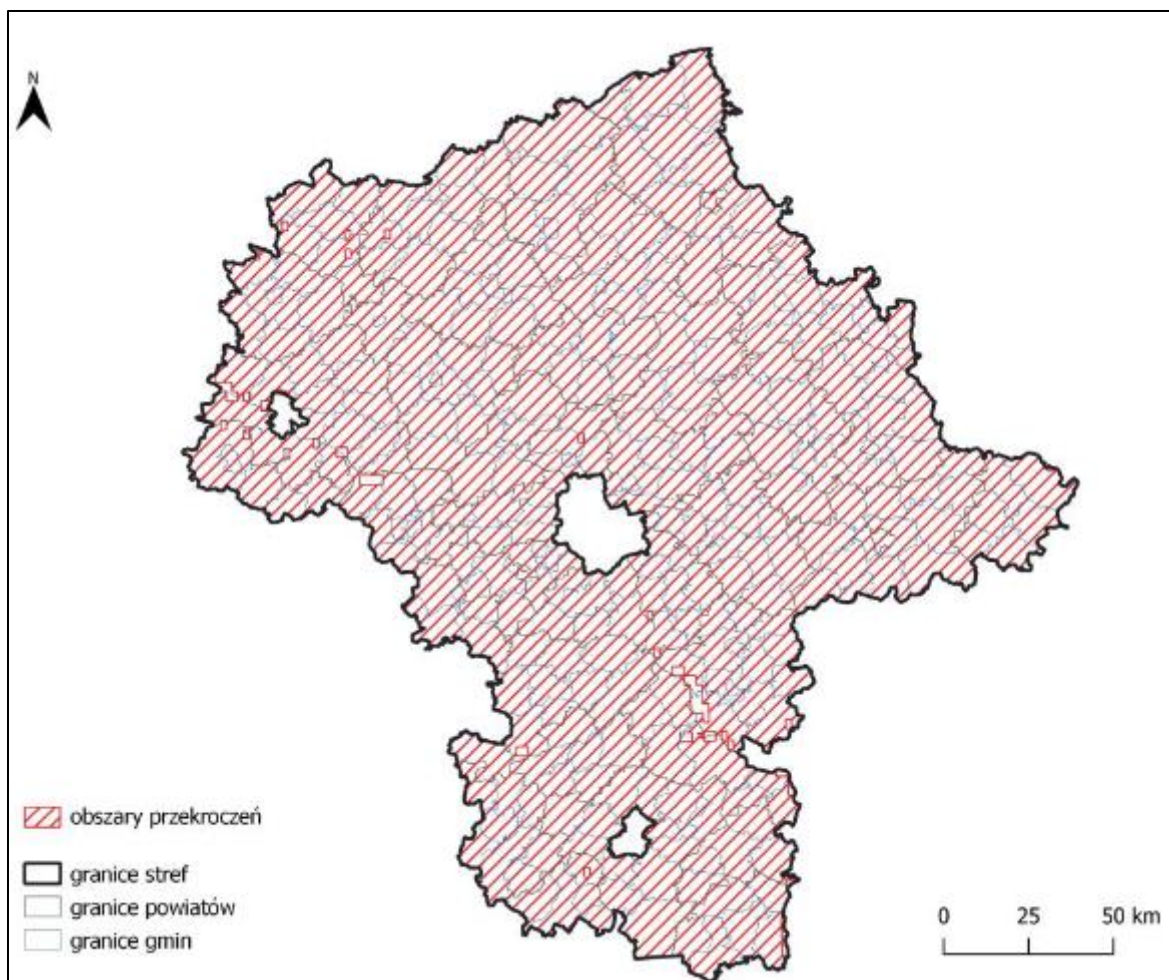 N
obszary przekroczeń
granice stref
granice powiatów
granice gmin
0 25 50 km